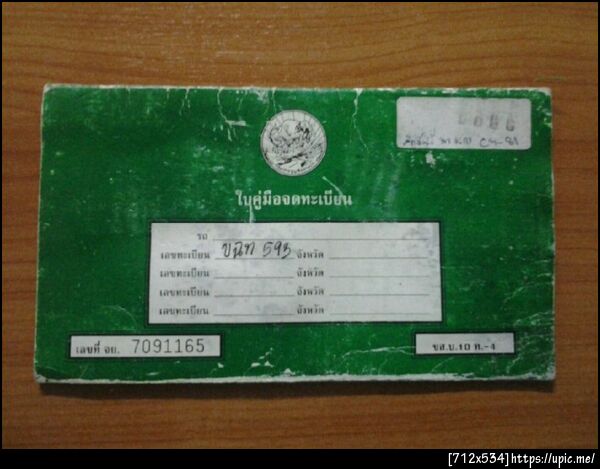 ใบคู่มือจดทะเบียน
รถ
เลขทะเบียน ขฉท 593 จังหวัด
เลขทะเบียน จังหวัด
เลขทะเบียน จังหวัด
เลขทะเบียน จังหวัด
เลขที่ จย. 7091165
ขส.บ.10 ท.-4
[712x534]https://upic.me/